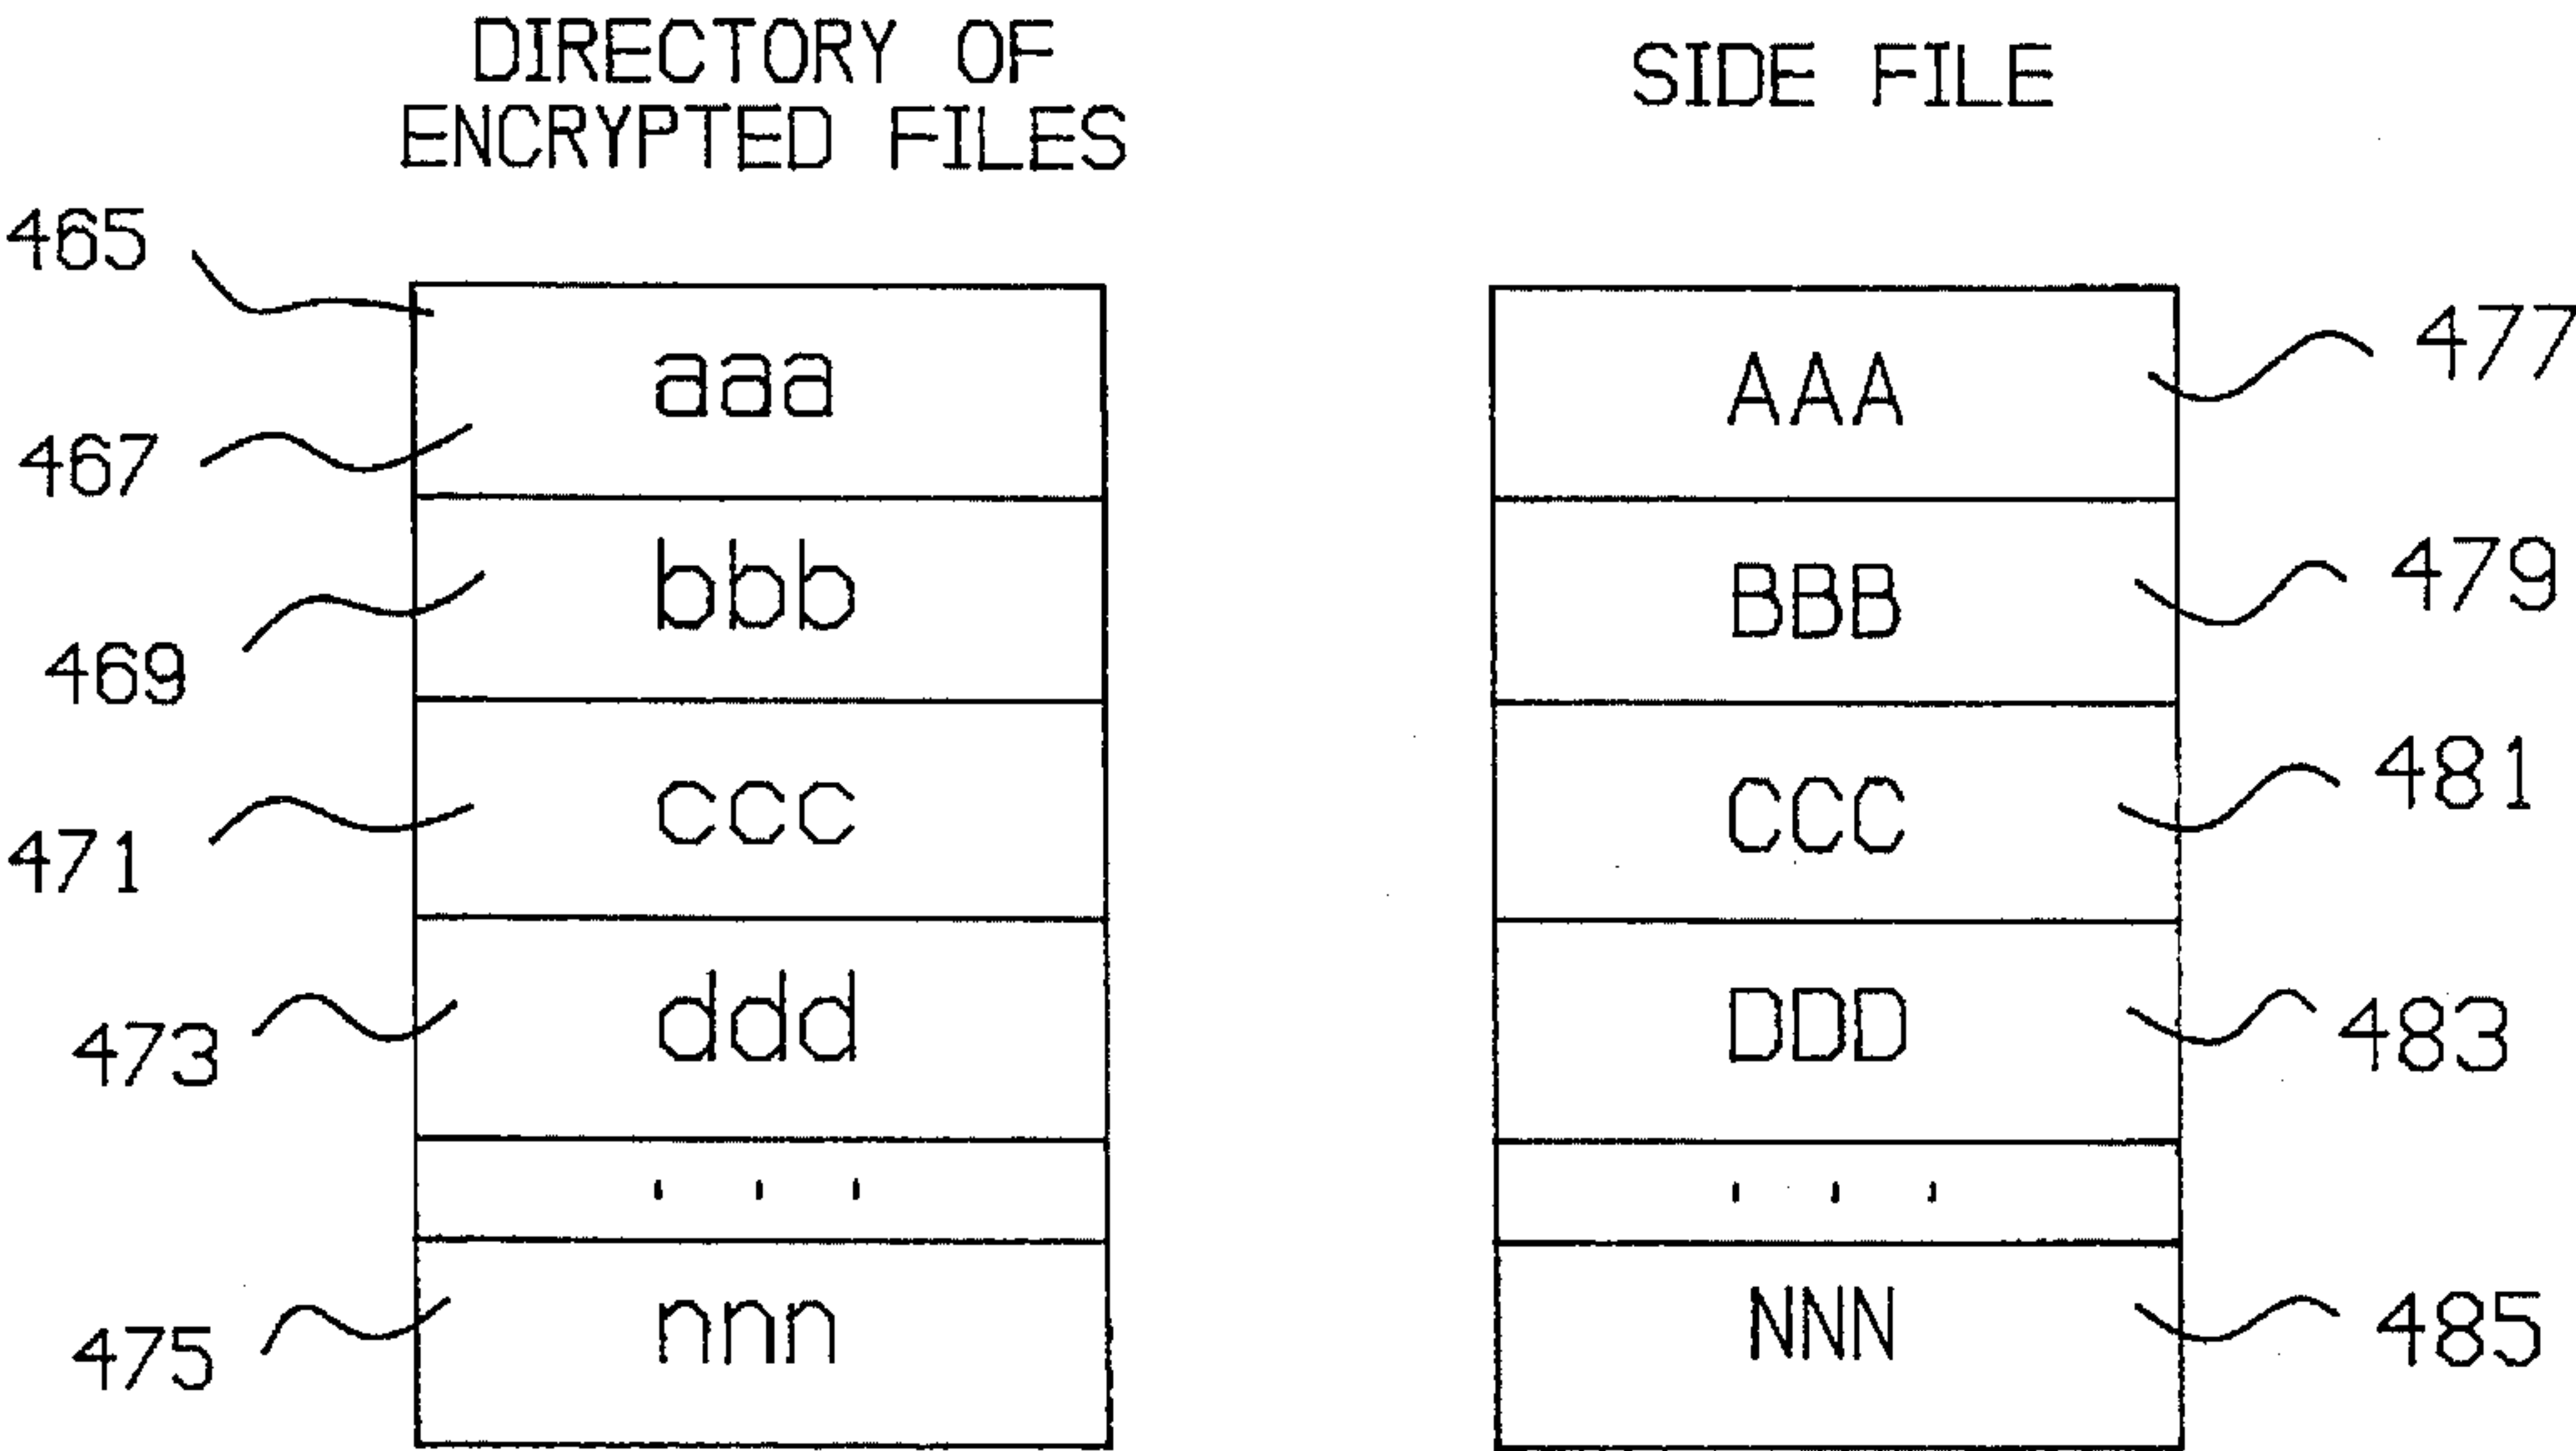 DIRECTORY OF
ENCRYPTED FILES
465
467
469
471
473
475
aaa
bbb
ccc
ddd
. . .
nnn
SIDE FILE
AAA
BBB
CCC
DDD
. . .
NNN
477
479
481
483
485